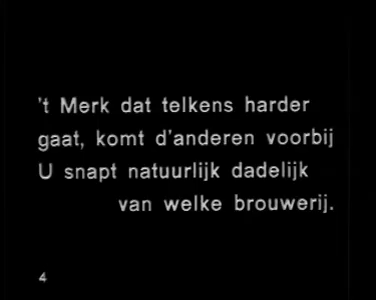 't Merk dat telkens harder
gaat, komt d'anderen voorbij
U snapt natuurlijk dadelijk
van welke brouwerij.
4